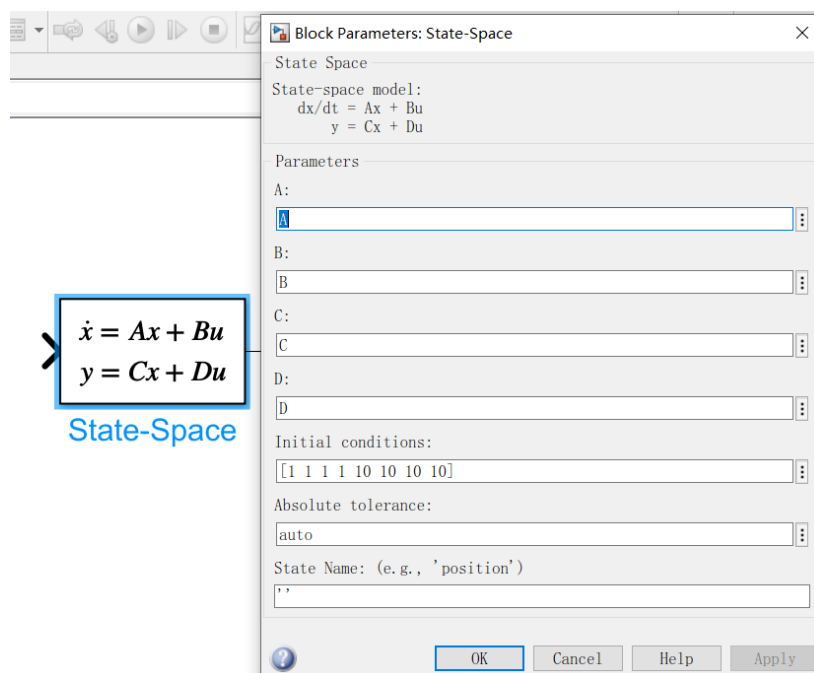 Block Parameters: State-Space
State Space
State-space model:
dx/dt = Ax + Bu
y = Cx + Du
Parameters
A:
A
B:
B
C:
C
D:
D
Initial conditions:
[1 1 1 1 10 10 10 10]
Absolute tolerance:
auto
State Name: (e.g., 'position')
''
OK Cancel Help Apply
ẋ = Ax + Bu
y = Cx + Du
State-Space